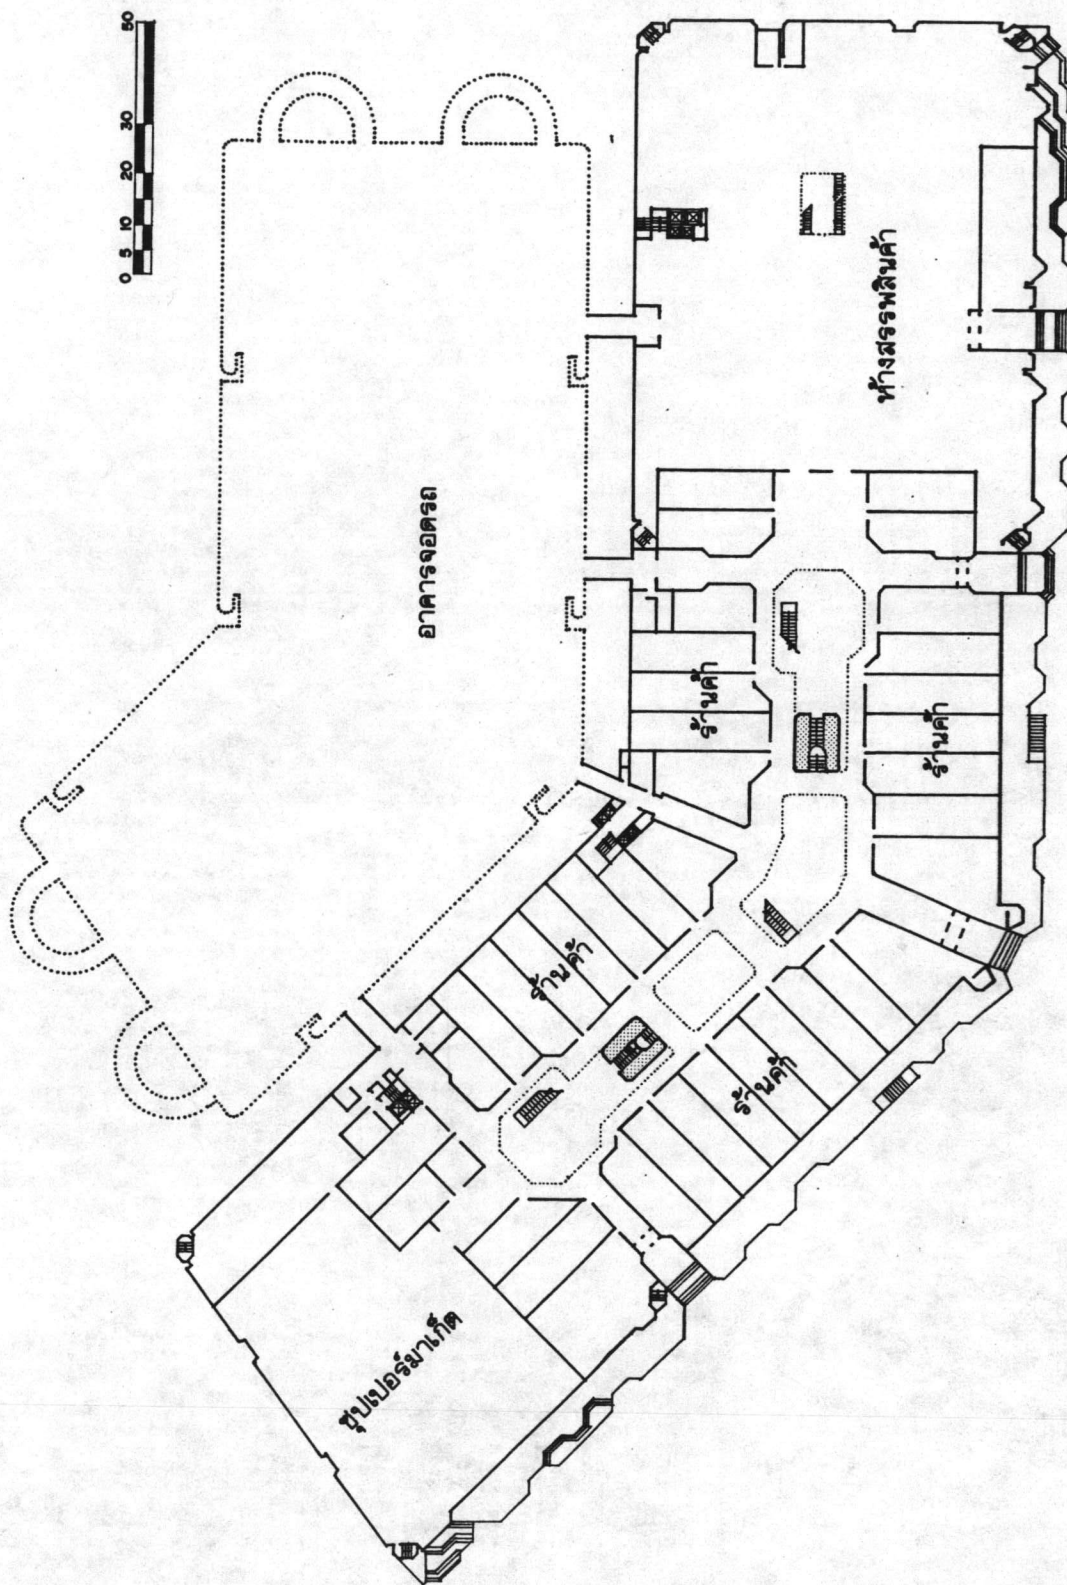 0 5 10 20 30 50
ห้างสรรพสินค้า
อาคารจอดรถ
ร้านค้า
ร้านค้า
ร้านค้า
ร้านค้า
ซุปเปอร์มาเก็ต